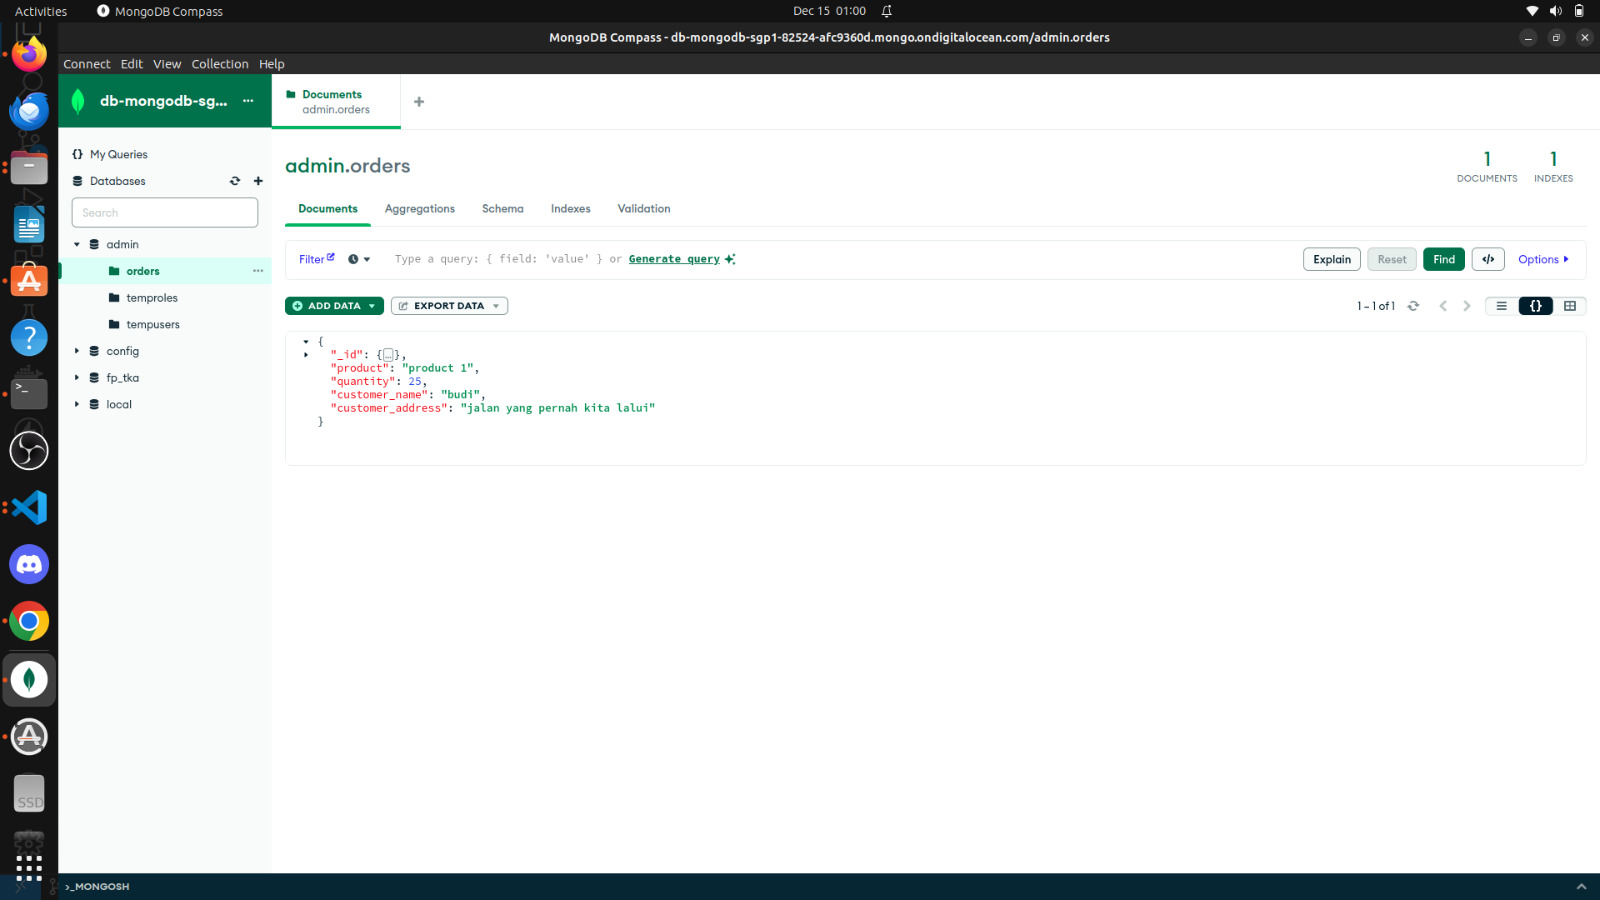 Activities
MongoDB Compass
Dec 15 01:00
MongoDB Compass - db-mongodb-sgp1-82524-afc9360d.mongo.ondigitalocean.com/admin.orders
Connect Edit View Collection Help
db-mongodb-sg...
Documents
admin.orders
My Queries
Databases
Search
admin
orders
temproles
tempusers
config
fp_tka
local
admin.orders
1
DOCUMENTS
1
INDEXES
Documents Aggregations Schema Indexes Validation
Filter
Type a query: { field: 'value' } or Generate query
Explain Reset Find </> Options
ADD DATA EXPORT DATA
1 – 1 of 1
{}
{
"_id": {…},
"product": "product 1",
"quantity": 25,
"customer_name": "budi",
"customer_address": "jalan yang pernah kita lalui"
}
SSD
>_MONGOSH